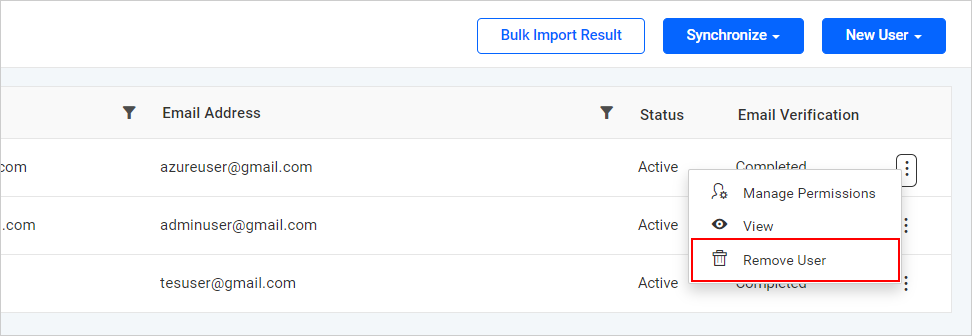 Bulk Import Result Synchronize New User
Email Address Status Email Verification
com azureuser@gmail.com Active Completed
Manage Permissions
.com adminuser@gmail.com Active View
Remove User
tesuser@gmail.com Active Completed